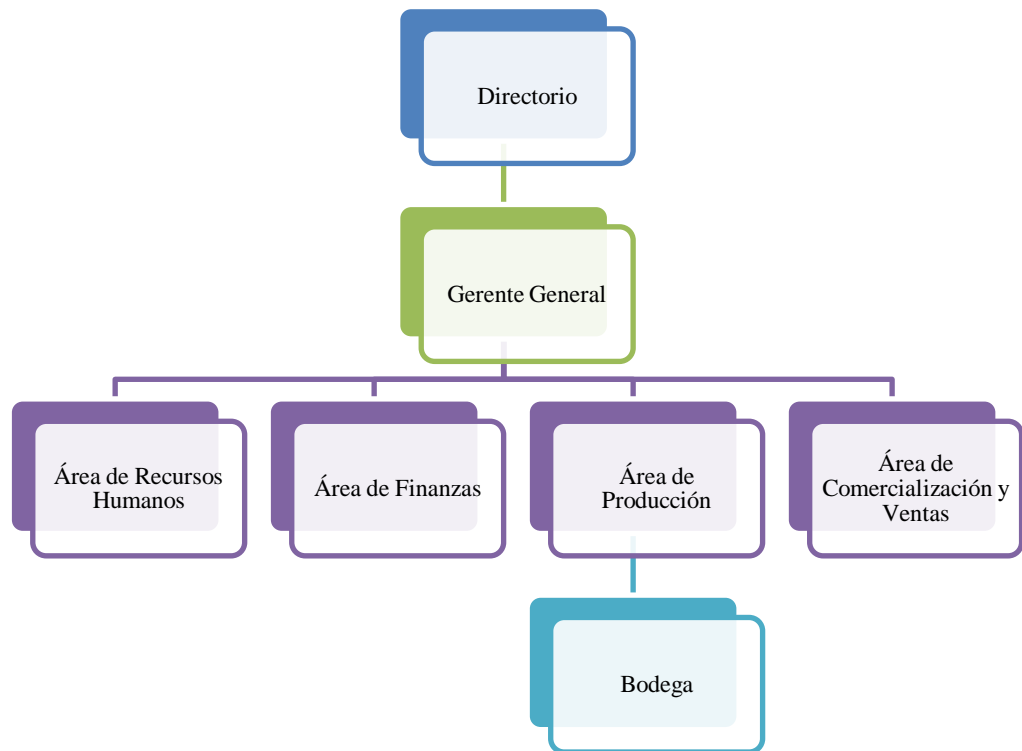 Directorio
Gerente General
Área de Recursos
Humanos
Área de Finanzas
Área de
Producción
Área de
Comercialización y
Ventas
Bodega